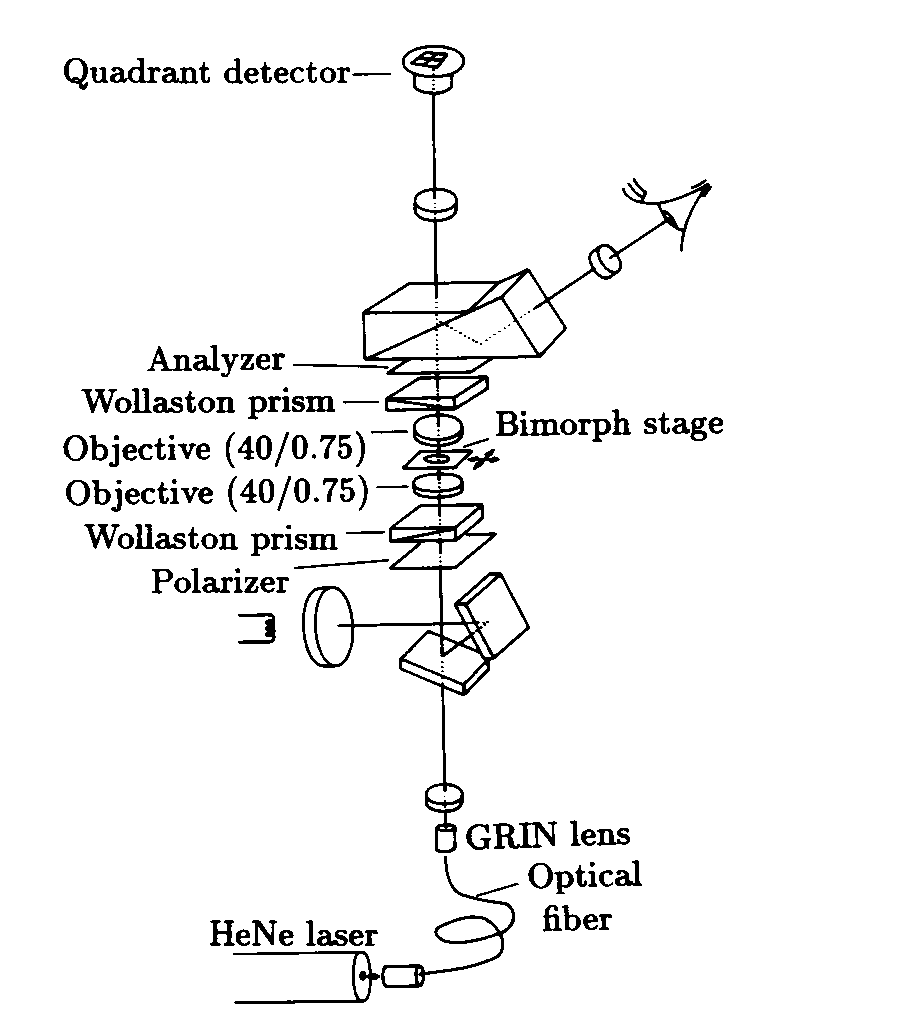 Quadrant detector
Analyzer
Wollaston prism
Bimorph stage
Objective (40/0.75)
Objective (40/0.75)
Wollaston prism
Polarizer
GRIN lens
Optical
fiber
HeNe laser